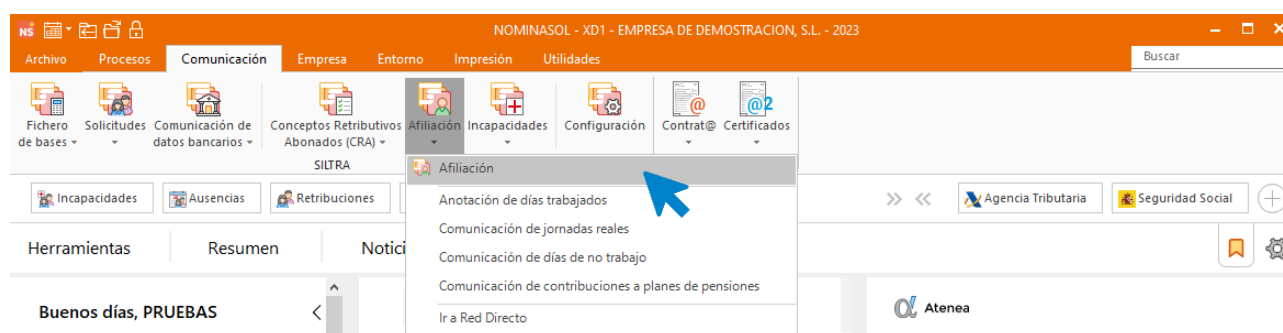 NS
NOMINASOL - XD1 - EMPRESA DE DEMOSTRACION, S.L. - 2023
Archivo Procesos Comunicación Empresa Entorno Impresión Utilidades Buscar
Fichero de bases
Solicitudes
Comunicación de datos bancarios
Conceptos Retributivos Abonados (CRA)
Afiliación
Incapacidades
Configuración
Contrat@
Certificados
@
@2
SILTRA
Afiliación
Incapacidades Ausencias Retribuciones Agencia Tributaria Seguridad Social
Anotación de días trabajados
Comunicación de jornadas reales
Herramientas Resumen Notici
Comunicación de días de no trabajo
Comunicación de contribuciones a planes de pensiones
Buenos días, PRUEBAS
Ir a Red Directo
Atenea